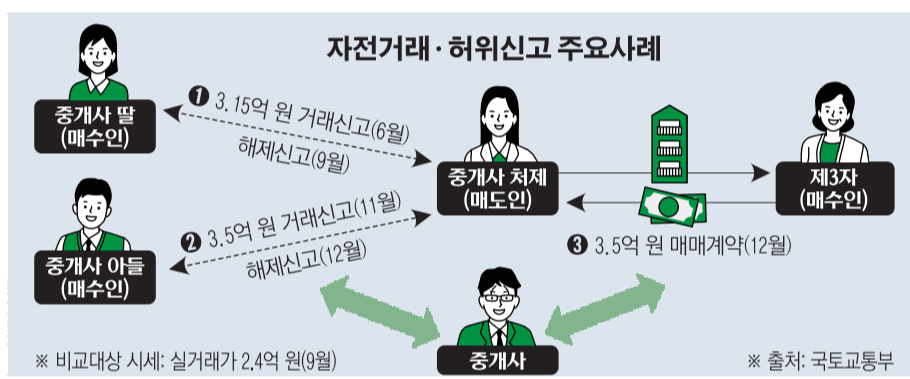 자전거래·허위신고 주요사례
중개사 딸
(매수인)
❶ 3.15억 원 거래신고(6월)
해제신고(9월)
중개사 처제
(매도인)
제3자
(매수인)
중개사 아들
(매수인)
❷ 3.5억 원 거래신고(11월)
해제신고(12월)
❸ 3.5억 원 매매계약(12월)
중개사
※ 비교대상 시세: 실거래가 2.4억 원(9월)
※ 출처: 국토교통부